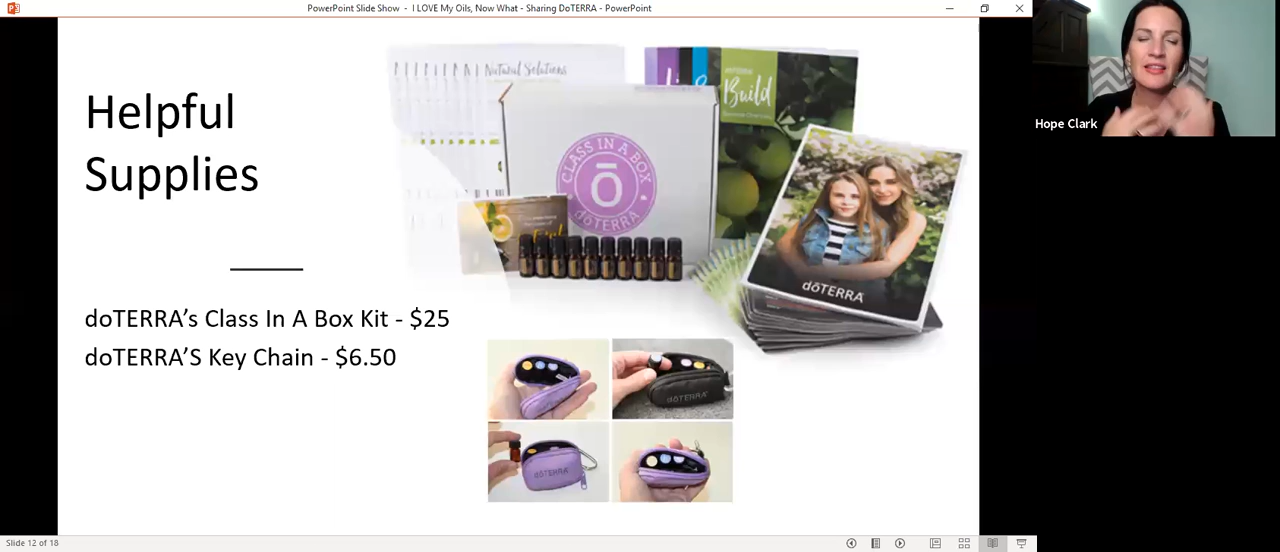 PowerPoint Slide Show - I LOVE My Oils, Now What - Sharing DoTERRA - PowerPoint
Hope Clark
Helpful
Supplies
Natural Solutions
dōTERRA
Build
CLASS IN A BOX
ō
dōTERRA
dōTERRA
doTERRA's Class In A Box Kit - $25
doTERRA'S Key Chain - $6.50
dōTERRA
dōTERRA
Slide 12 of 18